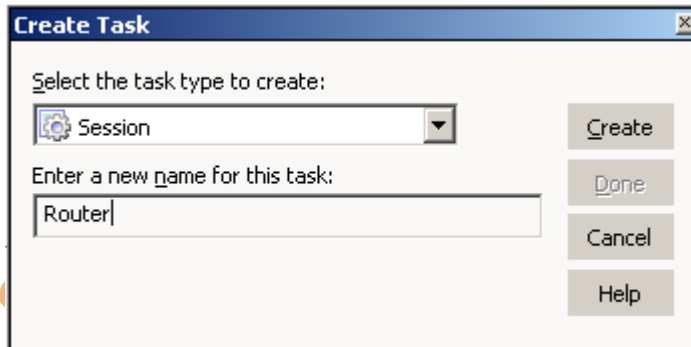 Create Task
Select the task type to create:
Session
Create
Enter a new name for this task:
Done
Router
Cancel
Help